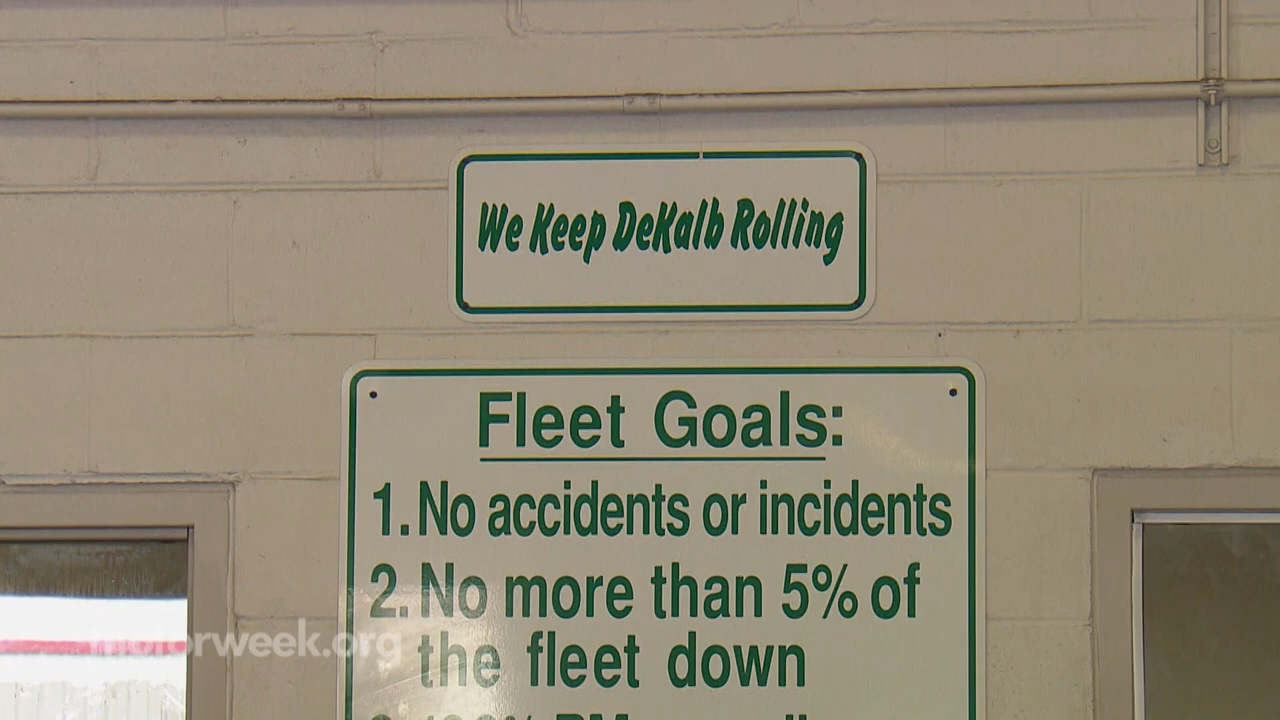 We Keep DeKalb Rolling
Fleet Goals:
1. No accidents or incidents
2. No more than 5% of
the fleet down
motorweek.org